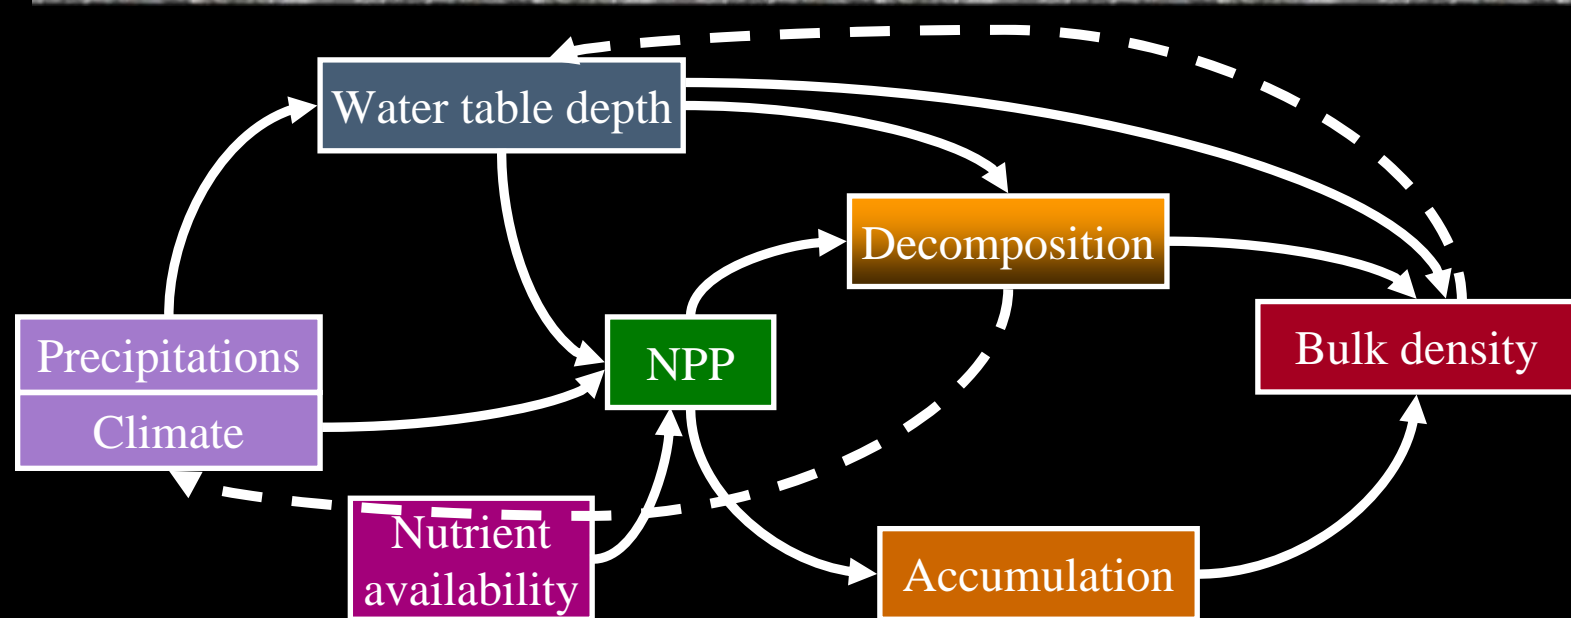 Water table depth
Decomposition
Precipitations
NPP
Bulk density
Climate
Nutrient
availability
Accumulation